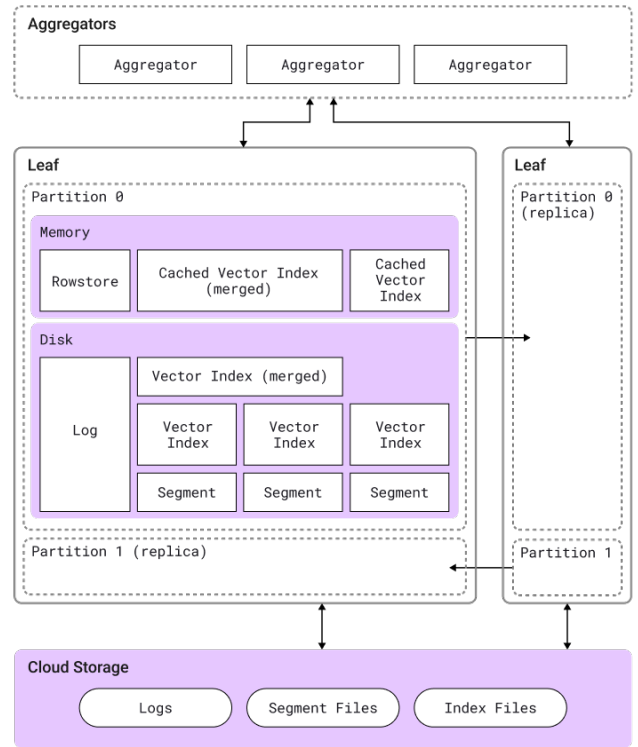 Aggregators
Aggregator
Aggregator
Aggregator
Leaf
Partition 0
Memory
Rowstore
Cached Vector Index
(merged)
Cached
Vector
Index
Disk
Log
Vector Index (merged)
Vector
Index
Vector
Index
Vector
Index
Segment
Segment
Segment
Partition 1 (replica)
Leaf
Partition 0
(replica)
Partition 1
Cloud Storage
Logs
Segment Files
Index Files